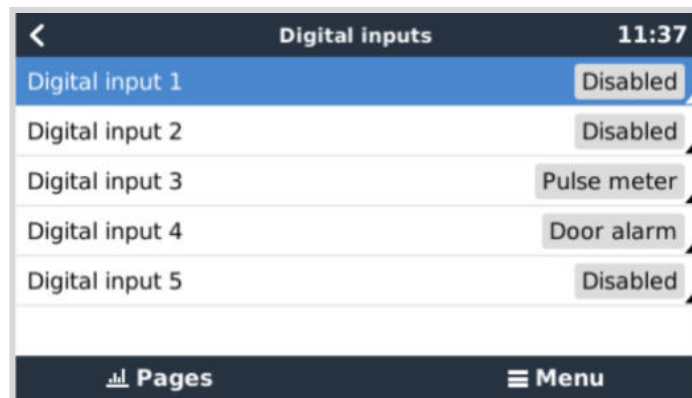 Digital inputs 11:37
Digital input 1 Disabled
Digital input 2 Disabled
Digital input 3 Pulse meter
Digital input 4 Door alarm
Digital input 5 Disabled
Pages Menu